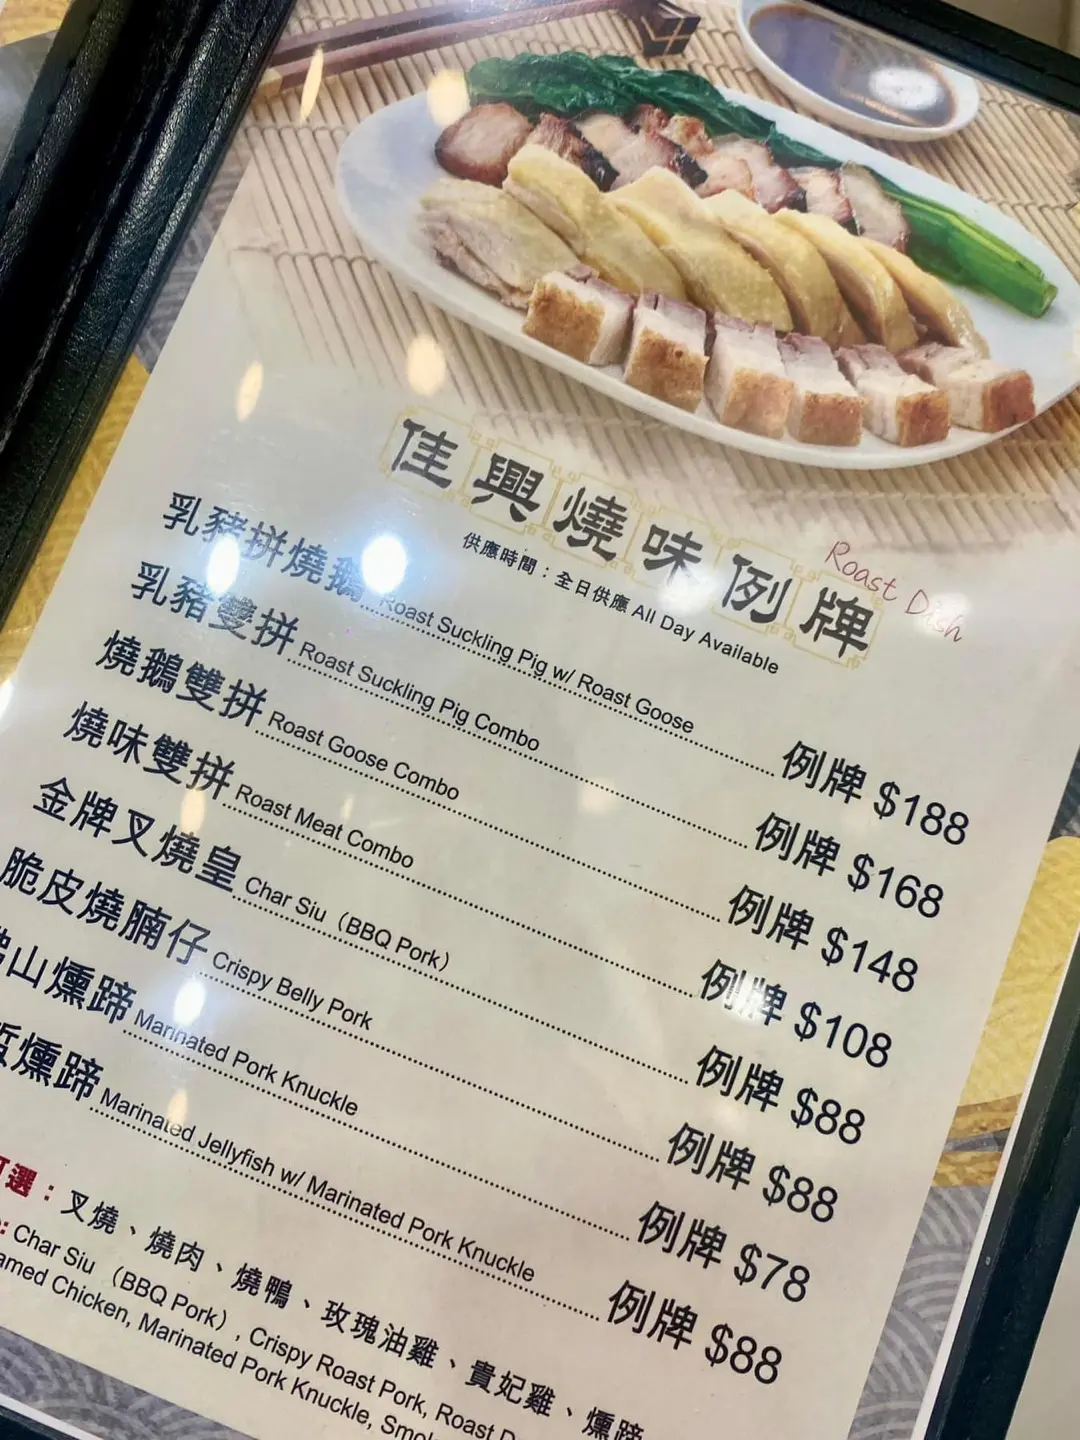 佳興燒味例牌 Roast Dish
供應時間：全日供應 All Day Available
乳豬拼燒鵝 Roast Suckling Pig w/ Roast Goose 例牌 $188
乳豬雙拼 Roast Suckling Pig Combo 例牌 $168
燒鵝雙拼 Roast Goose Combo 例牌 $148
燒味雙拼 Roast Meat Combo 例牌 $108
金牌叉燒皇 Char Siu（BBQ Pork） 例牌 $88
脆皮燒腩仔 Crispy Belly Pork 例牌 $88
山燻蹄 Marinated Pork Knuckle 例牌 $78
燻蹄 Marinated Jellyfish w/ Marinated Pork Knuckle 例牌 $88
選：叉燒、燒肉、燒鴨、玫瑰油雞、貴妃雞、燻蹄
Char Siu （BBQ Pork）, Crispy Roast Pork, Roast
Chicken, Marinated Pork Knuckle,